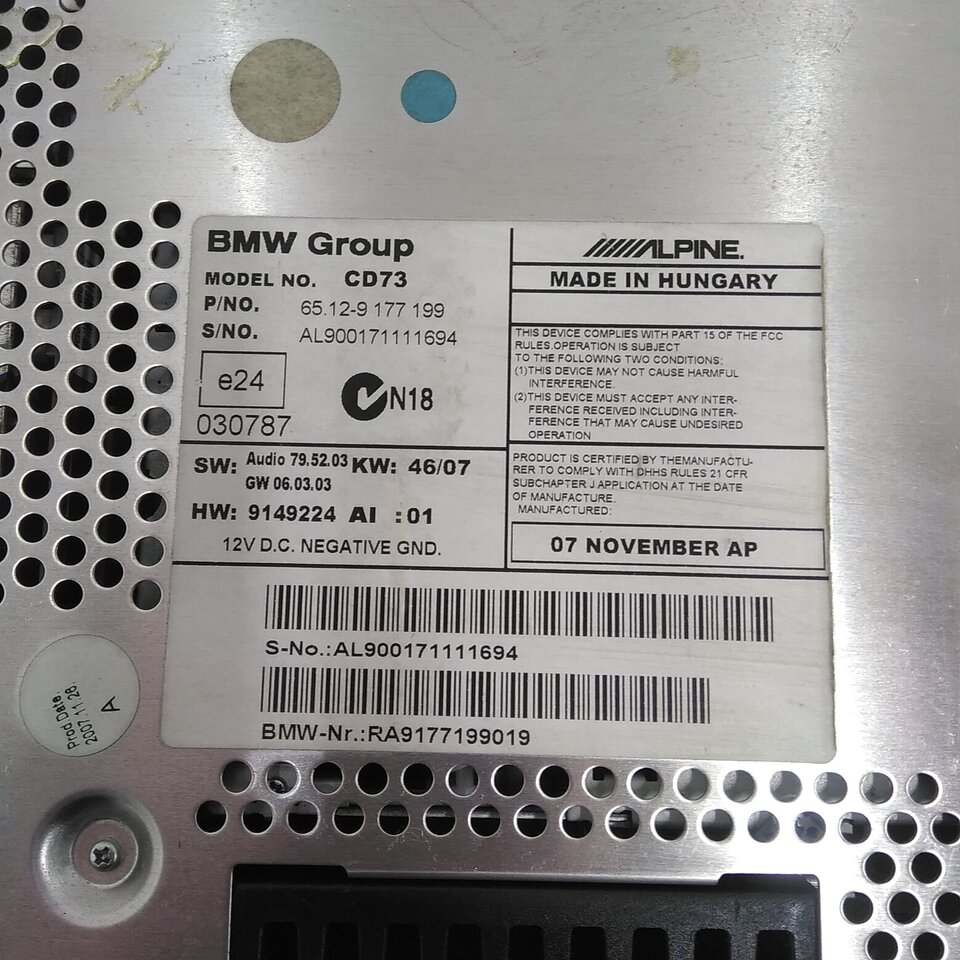 BMW Group
MODEL NO. CD73
P/NO. 65.12-9 177 199
S/NO. AL900171111694
e24
N18
030787
SW: Audio 79.52.03 KW: 46/07
GW 06.03.03
HW: 9149224 AI :01
12V D.C. NEGATIVE GND.
ALPINE.
MADE IN HUNGARY
THIS DEVICE COMPLIES WITH PART 15 OF THE FCC
RULES.OPERATION IS SUBJECT
TO THE FOLLOWING TWO CONDITIONS:
(1)THIS DEVICE MAY NOT CAUSE HARMFUL
INTERFERENCE.
(2)THIS DEVICE MUST ACCEPT ANY INTER-
FERENCE RECEIVED INCLUDING INTER-
FERENCE THAT MAY CAUSE UNDESIRED
OPERATION
PRODUCT IS CERTIFIED BY THEMANUFACTU-
RER TO COMPLY WITH DHHS RULES 21 CFR
SUBCHAPTER J APPLICATION AT THE DATE
OF MANUFACTURE.
MANUFACTURED:
07 NOVEMBER AP
S-No.:AL900171111694
BMW-Nr.:RA9177199019
Prod Date.
2007.11.28.
A